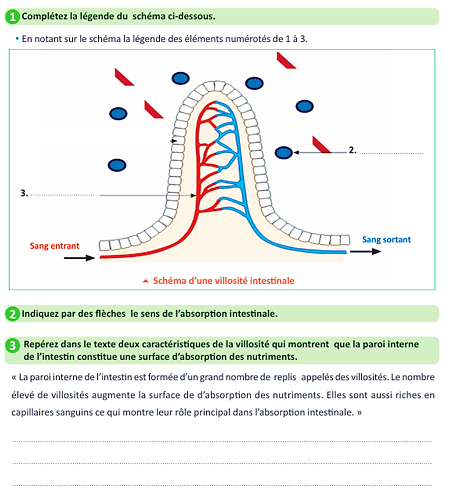 1 Complétez la légende du schéma ci-dessous.
• En notant sur le schéma la légende des éléments numérotés de 1 à 3.
2. ............................
3. ............................
Sang entrant
Sang sortant
Schéma d'une villosité intestinale
2 Indiquez par des flèches le sens de l'absorption intestinale.
3 Repérez dans le texte deux caractéristiques de la villosité qui montrent que la paroi interne
de l'intestin constitue une surface d'absorption des nutriments.
« La paroi interne de l'intestin est formée d'un grand nombre de replis appelés des villosités. Le nombre
élevé de villosités augmente la surface de d'absorption des nutriments. Elles sont aussi riches en
capillaires sanguins ce qui montre leur rôle principal dans l'absorption intestinale. »